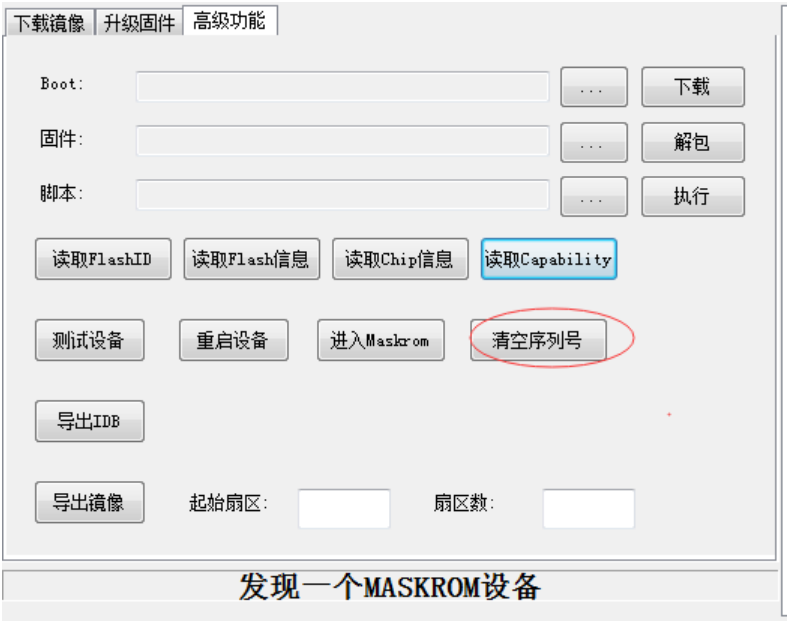 下载镜像 升级固件 高级功能
Boot: ... 下载
固件: ... 解包
脚本: ... 执行
读取FlashID 读取Flash信息 读取Chip信息 读取Capability
测试设备 重启设备 进入Maskrom 清空序列号
导出IDB
导出镜像 起始扇区: 扇区数:
发现一个MASKROM设备